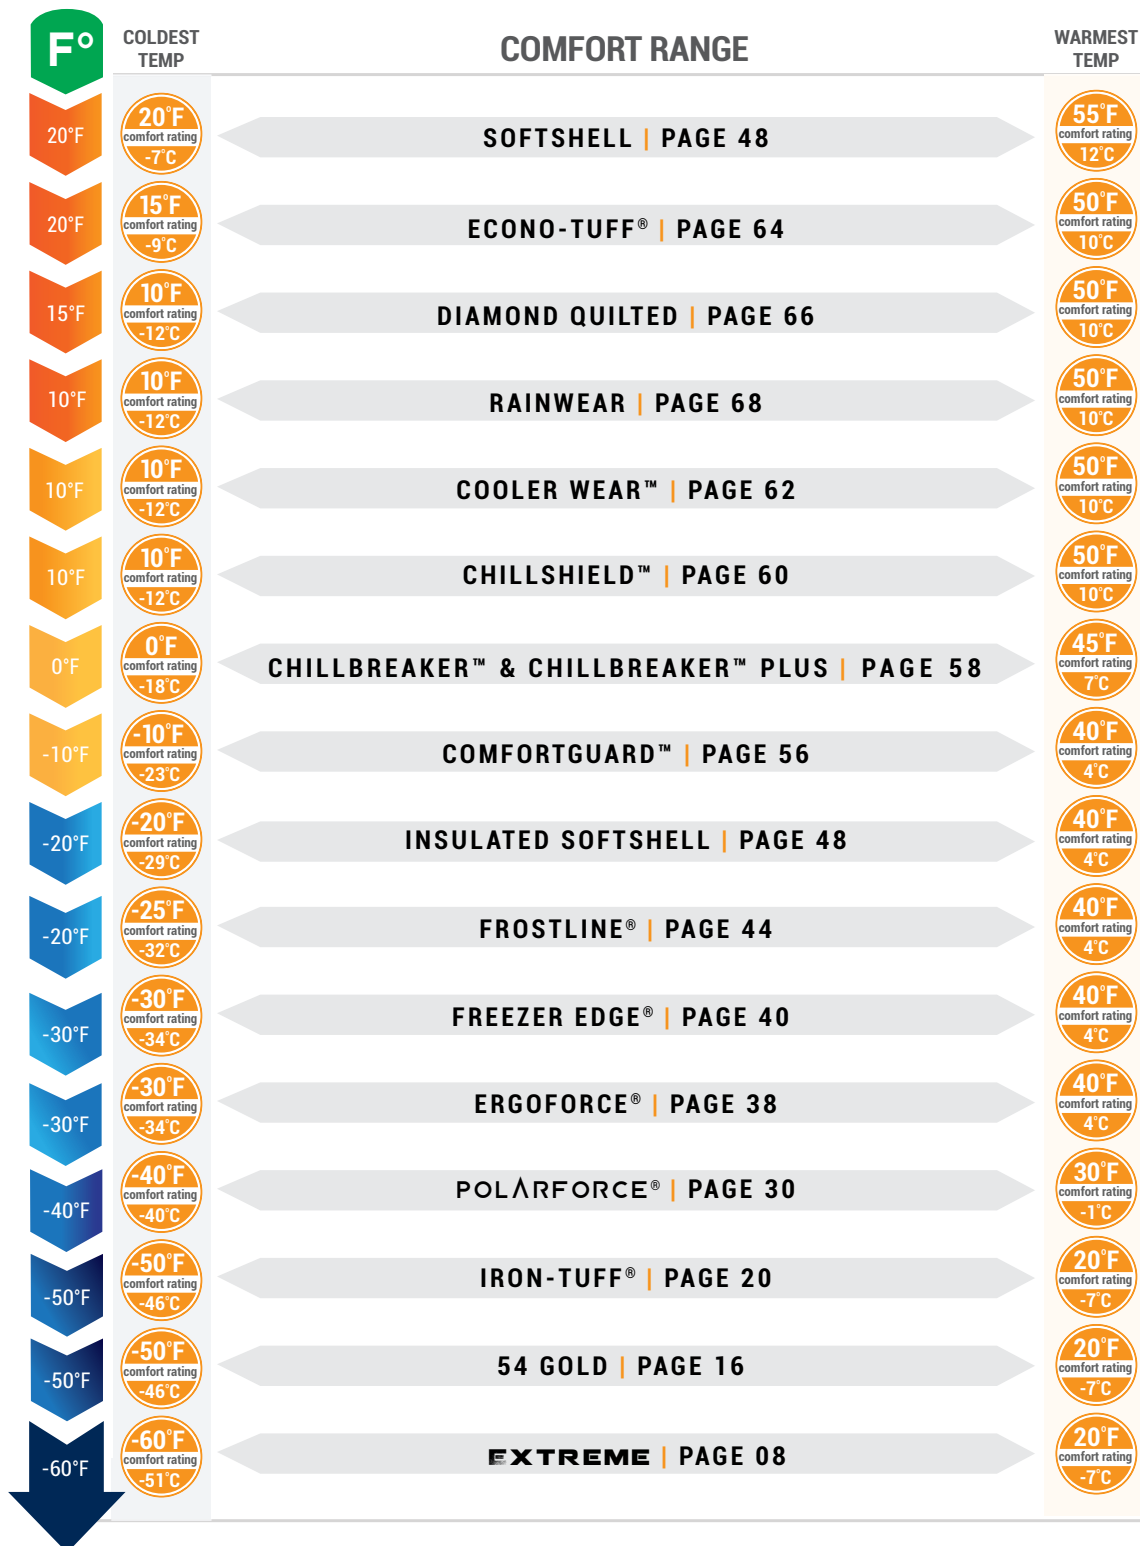 F°
COLDEST
TEMP
COMFORT RANGE
WARMEST
TEMP
20°F
20°F
comfort rating
-7°C
SOFTSHELL | PAGE 48
55°F
comfort rating
12°C
20°F
15°F
comfort rating
-9°C
ECONO-TUFF® | PAGE 64
50°F
comfort rating
10°C
15°F
10°F
comfort rating
-12°C
DIAMOND QUILTED | PAGE 66
50°F
comfort rating
10°C
10°F
10°F
comfort rating
-12°C
RAINWEAR | PAGE 68
50°F
comfort rating
10°C
10°F
10°F
comfort rating
-12°C
COOLER WEAR™ | PAGE 62
50°F
comfort rating
10°C
10°F
10°F
comfort rating
-12°C
CHILLSHIELD™ | PAGE 60
50°F
comfort rating
10°C
0°F
0°F
comfort rating
-18°C
CHILLBREAKER™ & CHILLBREAKER™ PLUS | PAGE 58
45°F
comfort rating
7°C
-10°F
-10°F
comfort rating
-23°C
COMFORTGUARD™ | PAGE 56
40°F
comfort rating
4°C
-20°F
-20°F
comfort rating
-29°C
INSULATED SOFTSHELL | PAGE 48
40°F
comfort rating
4°C
-20°F
-25°F
comfort rating
-32°C
FROSTLINE® | PAGE 44
40°F
comfort rating
4°C
-30°F
-30°F
comfort rating
-34°C
FREEZER EDGE® | PAGE 40
40°F
comfort rating
4°C
-30°F
-30°F
comfort rating
-34°C
ERGOFORCE® | PAGE 38
40°F
comfort rating
4°C
-40°F
-40°F
comfort rating
-40°C
POLARFORCE® | PAGE 30
30°F
comfort rating
-1°C
-50°F
-50°F
comfort rating
-46°C
IRON-TUFF® | PAGE 20
20°F
comfort rating
-7°C
-50°F
-50°F
comfort rating
-46°C
54 GOLD | PAGE 16
20°F
comfort rating
-7°C
-60°F
-60°F
comfort rating
-51°C
EXTREME | PAGE 08
20°F
comfort rating
-7°C